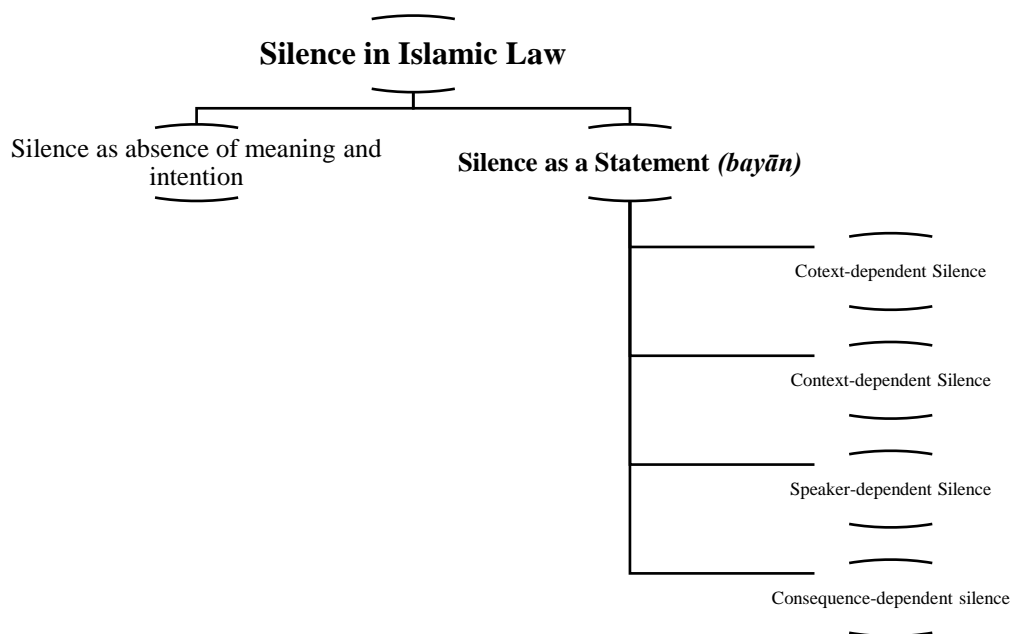 Silence in Islamic Law
Silence as absence of meaning and
intention
Silence as a Statement (bayān)
Cotext-dependent Silence
Context-dependent Silence
Speaker-dependent Silence
Consequence-dependent silence